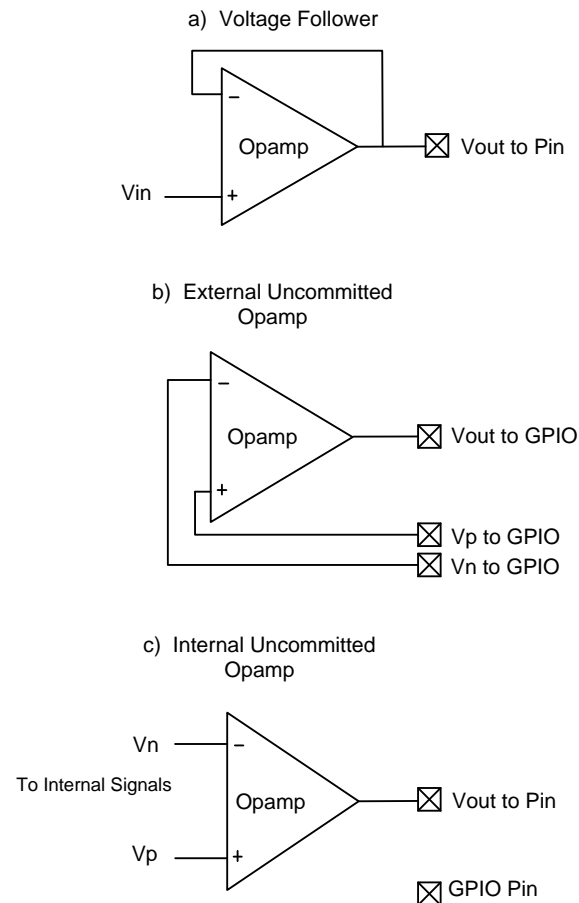 a) Voltage Follower
−
Opamp
Vout to Pin
Vin
+
b) External Uncommitted
Opamp
−
Opamp
Vout to GPIO
+
Vp to GPIO
Vn to GPIO
c) Internal Uncommitted
Opamp
Vn
−
To Internal Signals
Opamp
Vout to Pin
Vp
+
GPIO Pin